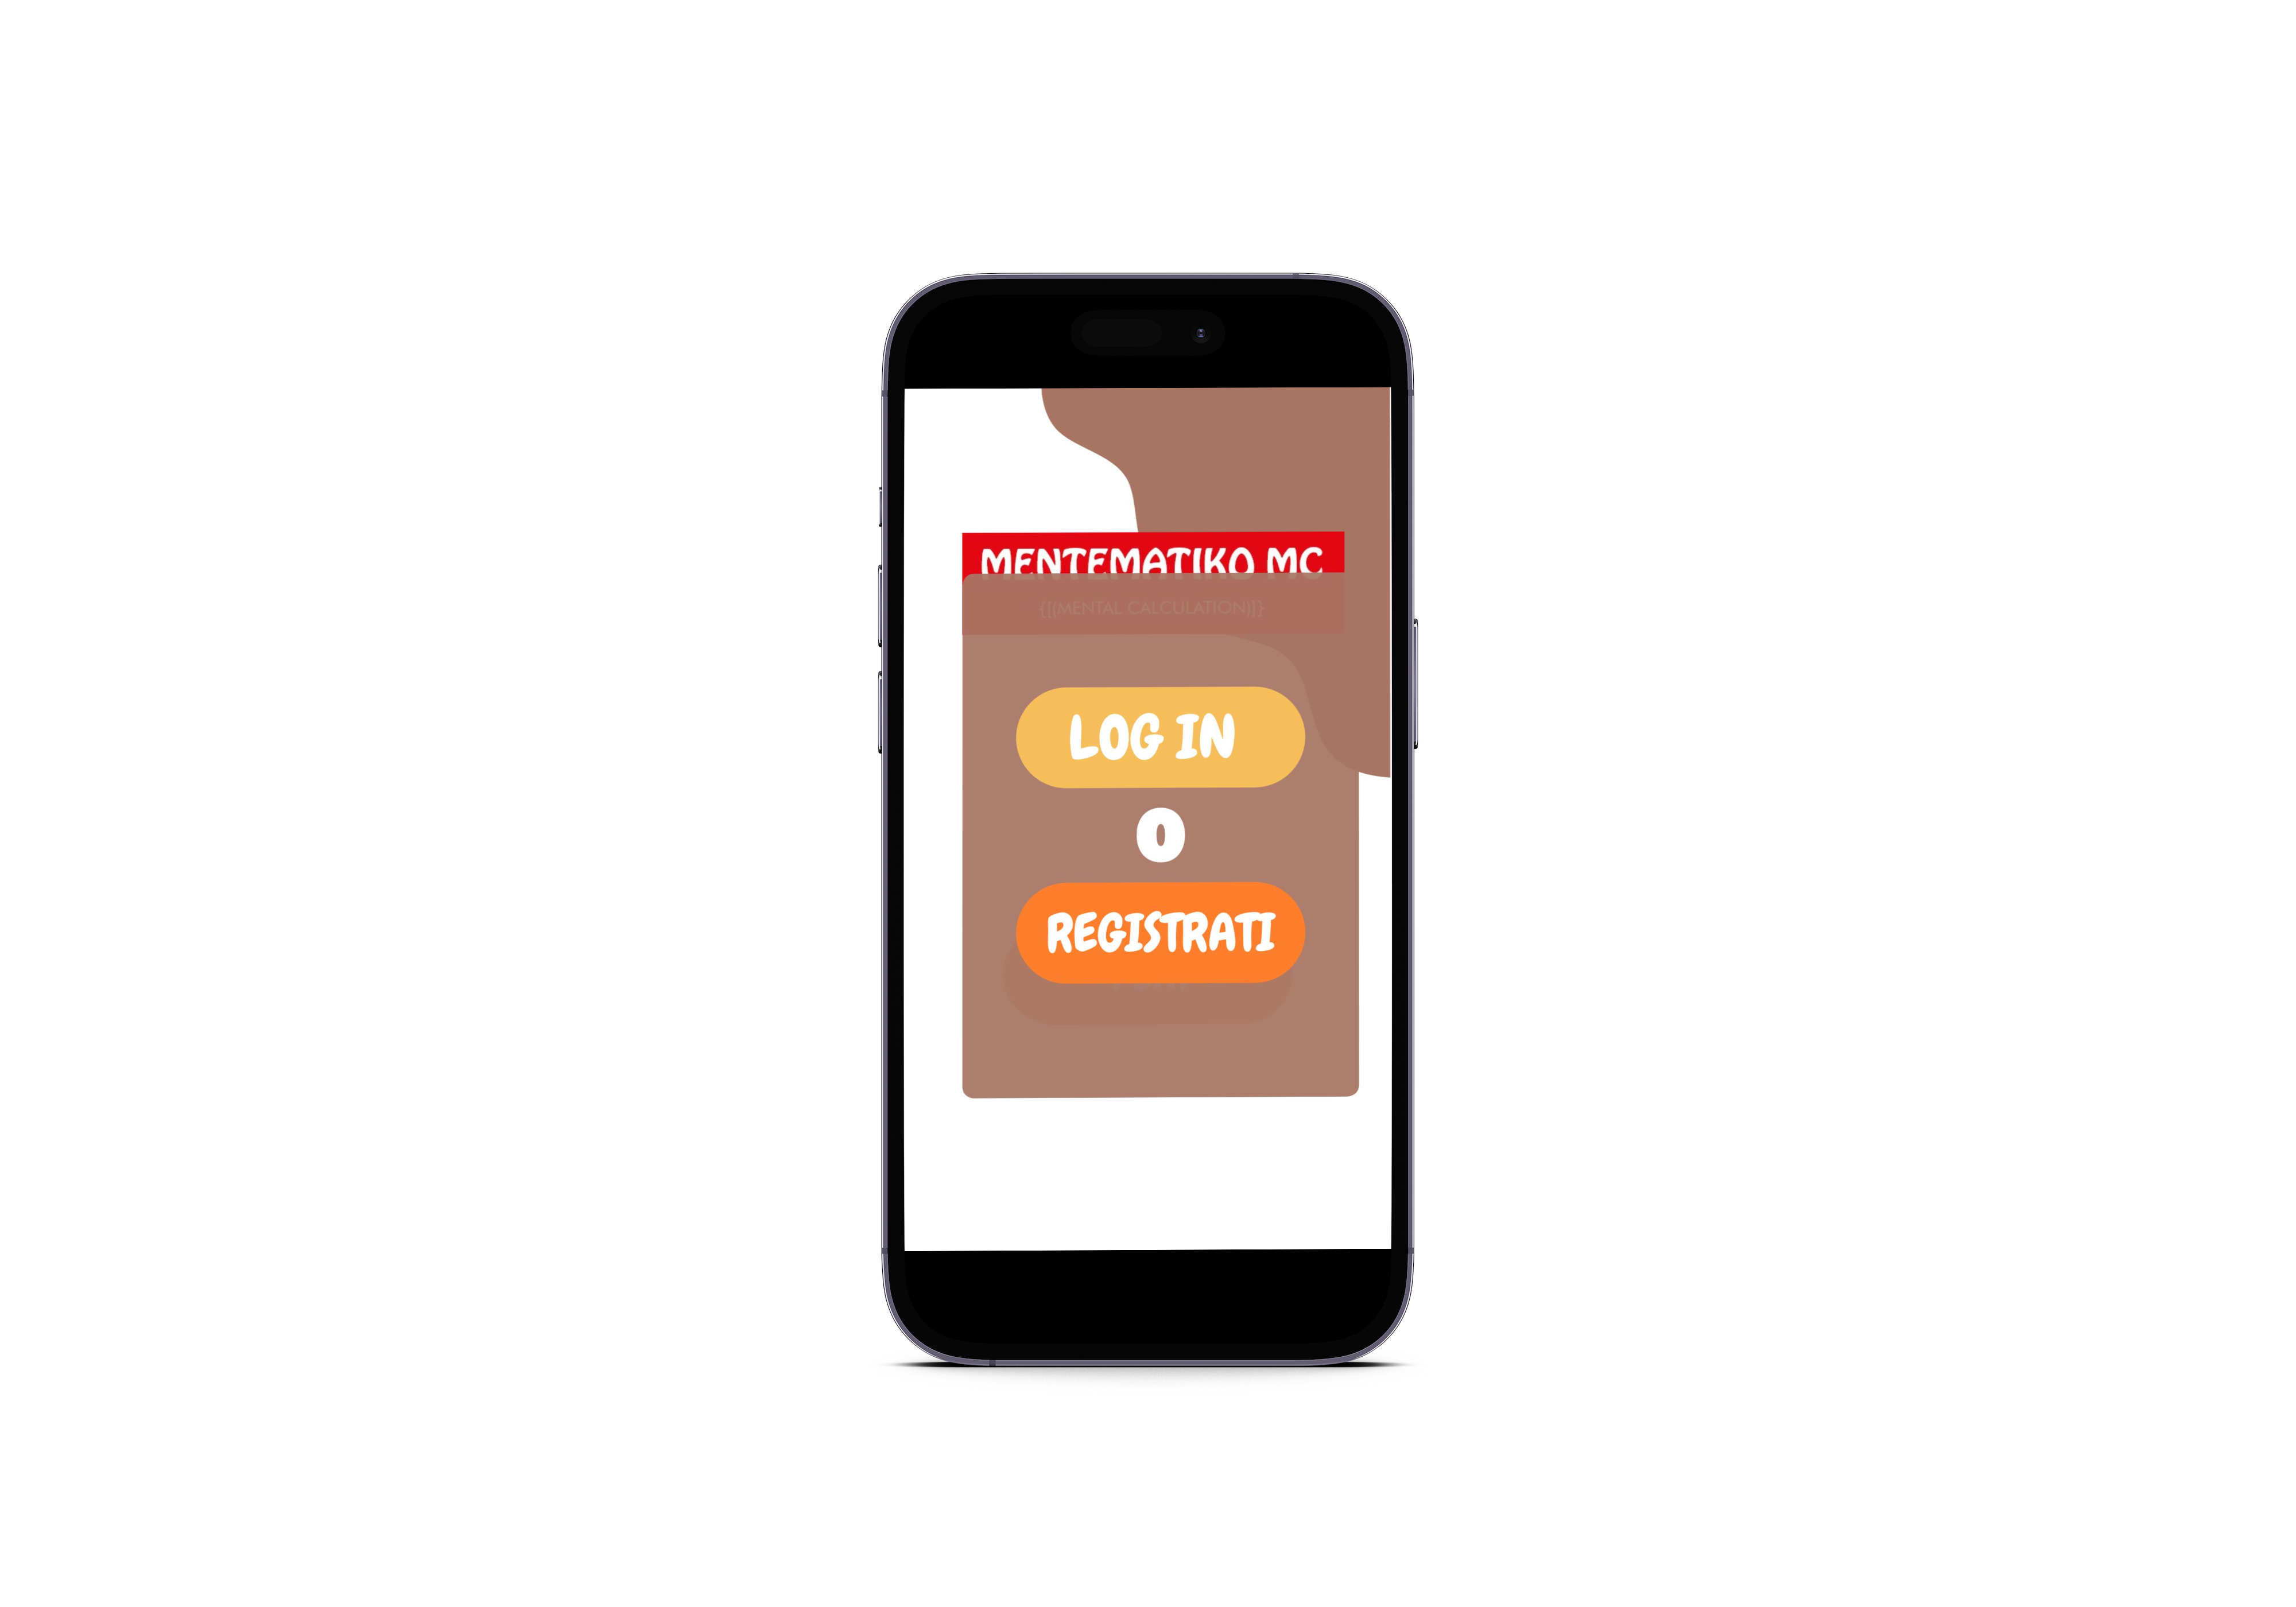 MENTEMATIKO MC
{[(MENTAL CALCULATION)]}
LOG IN
O
REGISTRATI